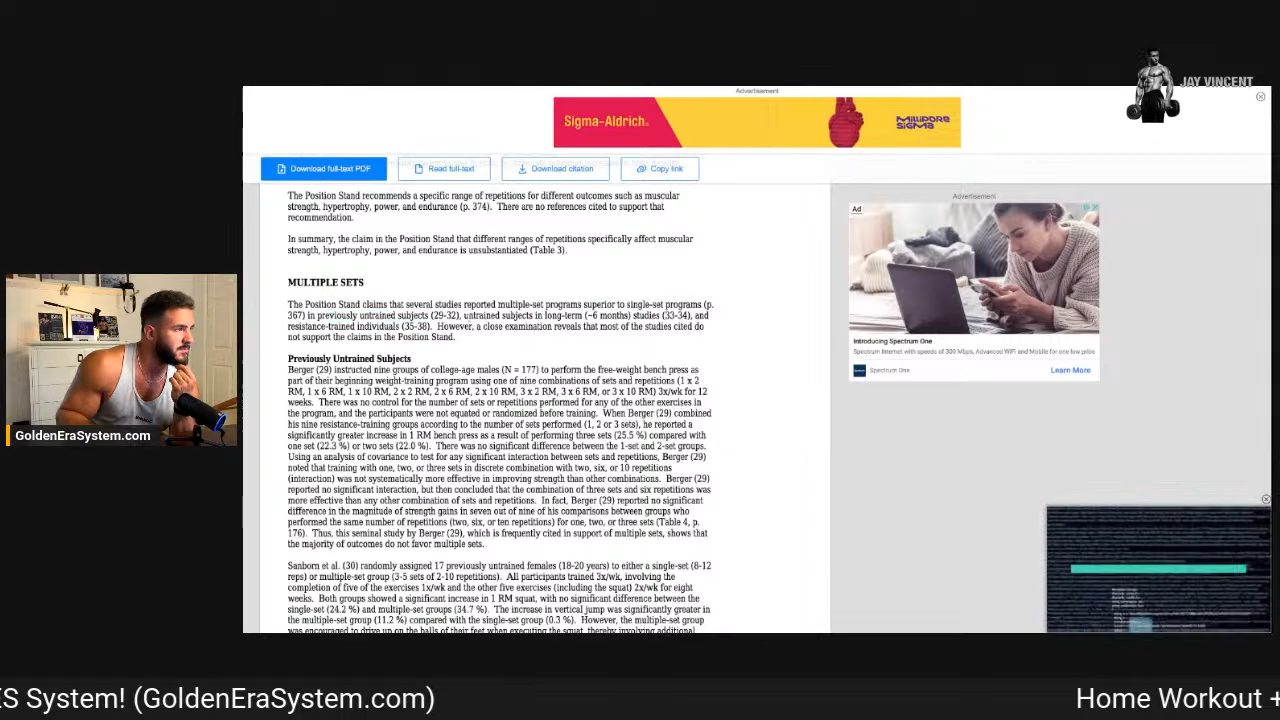 JAY VINCENT
Advertisement
Sigma-Aldrich
MILLIPORE
SIGMA
Download full-text PDF
Read full-text
Download citation
Copy link
The Position Stand recommends a specific range of repetitions for different outcomes such as muscular
strength, hypertrophy, power, and endurance (p. 374). There are no references cited to support that
recommendation.
In summary, the claim in the Position Stand that different ranges of repetitions specifically affect muscular
strength, hypertrophy, power, and endurance is unsubstantiated (Table 3).
MULTIPLE SETS
The Position Stand claims that several studies reported multiple-set programs superior to single-set programs (p.
367) in previously untrained subjects (29-32), untrained subjects in long-term (~6 months) studies (33-34), and
resistance-trained individuals (35-38). However, a close examination reveals that most of the studies cited do
not support the claims in the Position Stand.
Previously Untrained Subjects
Berger (29) instructed nine groups of college-age males (N = 177) to perform the free-weight bench press as
part of their beginning weight-training program using one of nine combinations of sets and repetitions (1 x 2
RM, 1 x 6 RM, 1 x 10 RM, 2 x 2 RM, 2 x 6 RM, 2 x 10 RM, 3 x 2 RM, 3 x 6 RM, or 3 x 10 RM) 3x/wk for 12
weeks. There was no control for the number of sets or repetitions performed for any of the other exercises in
the program, and the participants were not equated or randomized before training. When Berger (29) combined
his nine resistance-training groups according to the number of sets performed (1, 2 or 3 sets), he reported a
significantly greater increase in 1 RM bench press as a result of performing three sets (25.5 %) compared with
one set (22.3 %) or two sets (22.0 %). There was no significant difference between the 1-set and 2-set groups.
Using an analysis of covariance to test for any significant interaction between sets and repetitions, Berger (29)
noted that training with one, two, or three sets in discrete combination with two, six, or 10 repetitions
(interaction) was not systematically more effective in improving strength than other combinations. Berger (29)
reported no significant interaction, but then concluded that the combination of three sets and six repetitions was
more effective than any other combination of sets and repetitions. In fact, Berger (29) reported no significant
difference in the magnitude of strength gains in seven out of nine of his comparisons between groups who
performed the same number of repetitions (two, six, or ten repetitions) for one, two, or three sets (Table 4, p.
176). Thus, this seminal study by Berger (29), which is frequently cited in support of multiple sets, shows that
the majority of outcomes do not favor multiple sets.
Sanborn et al. (30) randomly assigned 17 previously untrained females (18-20 years) to either a single-set (8-12
reps) or multiple-set group (3-5 sets of 2-10 repetitions). All participants trained 3x/wk, involving the
completion of five of the exercises 1x/wk and the other five exercises (including the squat) 2x/wk for eight
weeks. Both groups showed a significant increase in 1 RM squat, with no significant difference between the
single-set (24.2 %) and multiple-set groups (34.7 %). The increase in vertical jump was significantly greater in
the multiple-set group (11.2 %) compared with the single-set group (0.3 %). However, the multiple-set group
Advertisement
Ad
Introducing Spectrum One
Spectrum Internet with speeds of 300 Mbps, Advanced WiFi and Mobile for one low price
Spectrum One
Learn More
GoldenEraSystem.com
ES System! (GoldenEraSystem.com)
Home Workout +